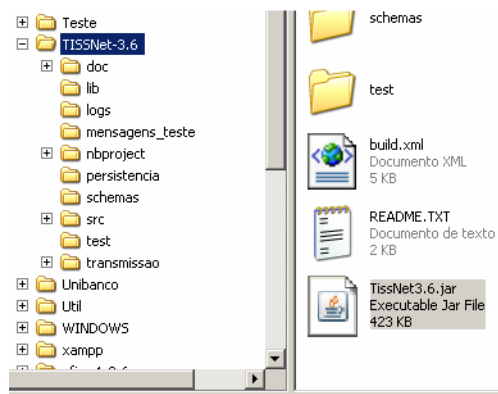 Teste
TISSNet-3.6
doc
lib
logs
mensagens_teste
nbproject
persistencia
schemas
src
test
transmissao
Unibanco
Util
WINDOWS
xampp
schemas
test
build.xml
Documento XML
5 KB
README.TXT
Documento de texto
2 KB
TissNet3.6.jar
Executable Jar File
423 KB